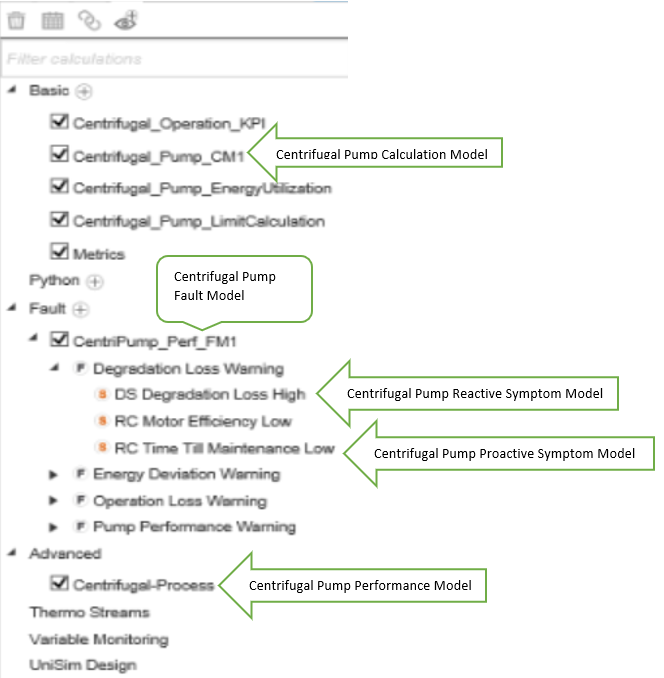 Filter calculations
Basic
Centrifugal_Operation_KPI
Centrifugal_Pump_CM1
Centrifugal Pump Calculation Model
Centrifugal_Pump_EnergyUtilization
Centrifugal_Pump_LimitCalculation
Metrics
Python
Centrifugal Pump
Fault Model
Fault
CentriPump_Perf_FM1
F Degradation Loss Warning
S DS Degradation Loss High
Centrifugal Pump Reactive Symptom Model
S RC Motor Efficiency Low
S RC Time Till Maintenance Low
Centrifugal Pump Proactive Symptom Model
F Energy Deviation Warning
F Operation Loss Warning
F Pump Performance Warning
Advanced
Centrifugal-Process
Centrifugal Pump Performance Model
Thermo Streams
Variable Monitoring
UniSim Design